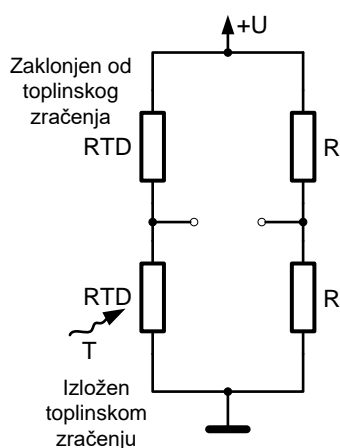 +U
Zaklonjen od
toplinskog
zračenja
RTD
R
RTD
R
T
Izložen
toplinskom
zračenju